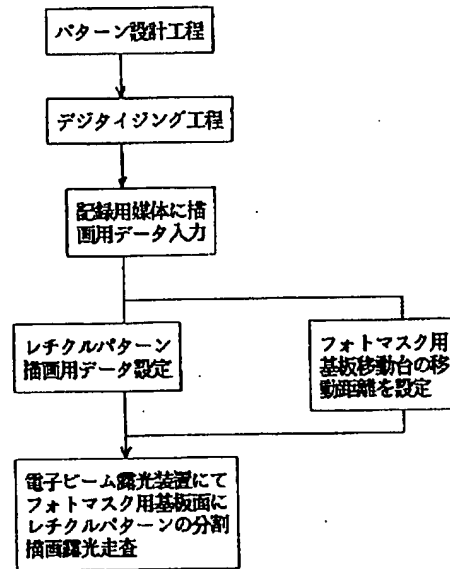 パターン設計工程
デジタイジング工程
記録用媒体に描
画用データ入力
レチクルパターン
描画用データ設定
フォトマスク用
基板移動台の移
動距離を設定
電子ビーム露光装置にて
フォトマスク用基板面に
レチクルパターンの分割
描画露光走査